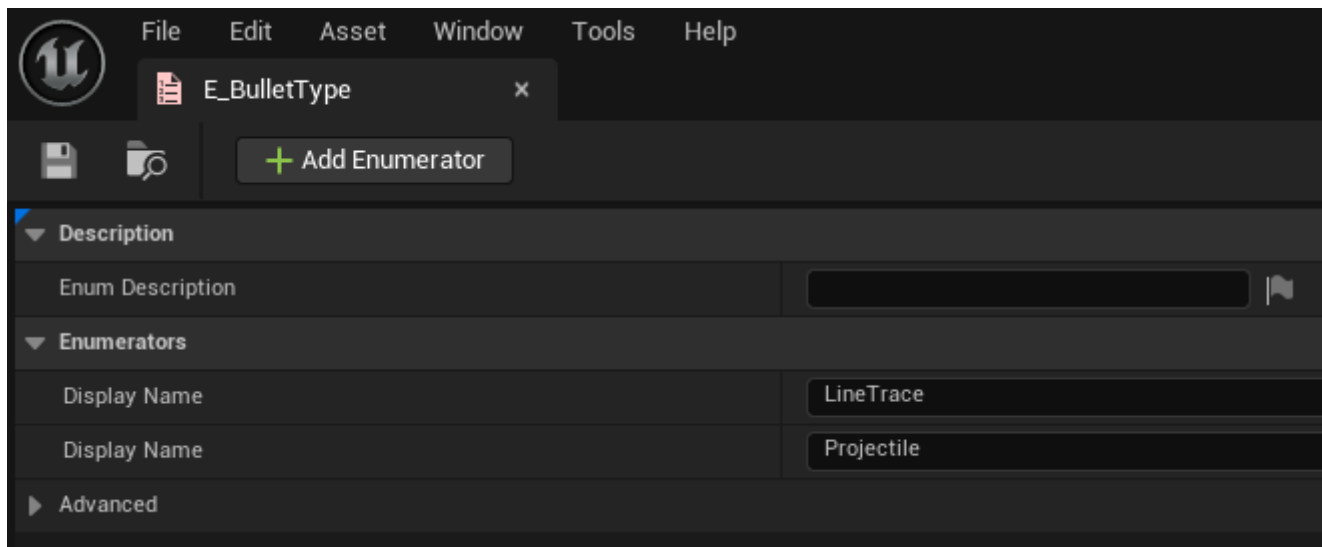 File Edit Asset Window Tools Help
E_BulletType
Add Enumerator
Description
Enum Description
Enumerators
Display Name LineTrace
Display Name Projectile
Advanced